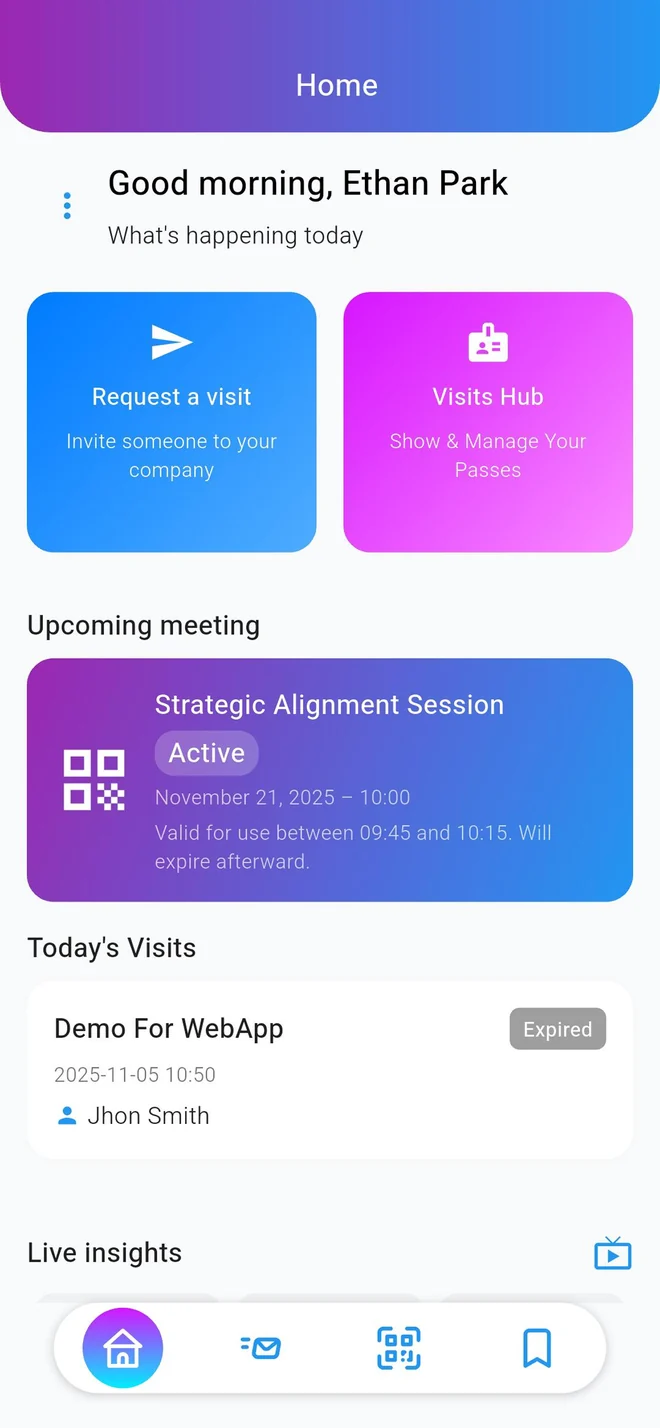 Home
Good morning, Ethan Park
What's happening today
Request a visit
Invite someone to your
company
Visits Hub
Show & Manage Your
Passes
Upcoming meeting
Strategic Alignment Session
Active
November 21, 2025 – 10:00
Valid for use between 09:45 and 10:15. Will
expire afterward.
Today's Visits
Demo For WebApp
Expired
2025-11-05 10:50
Jhon Smith
Live insights